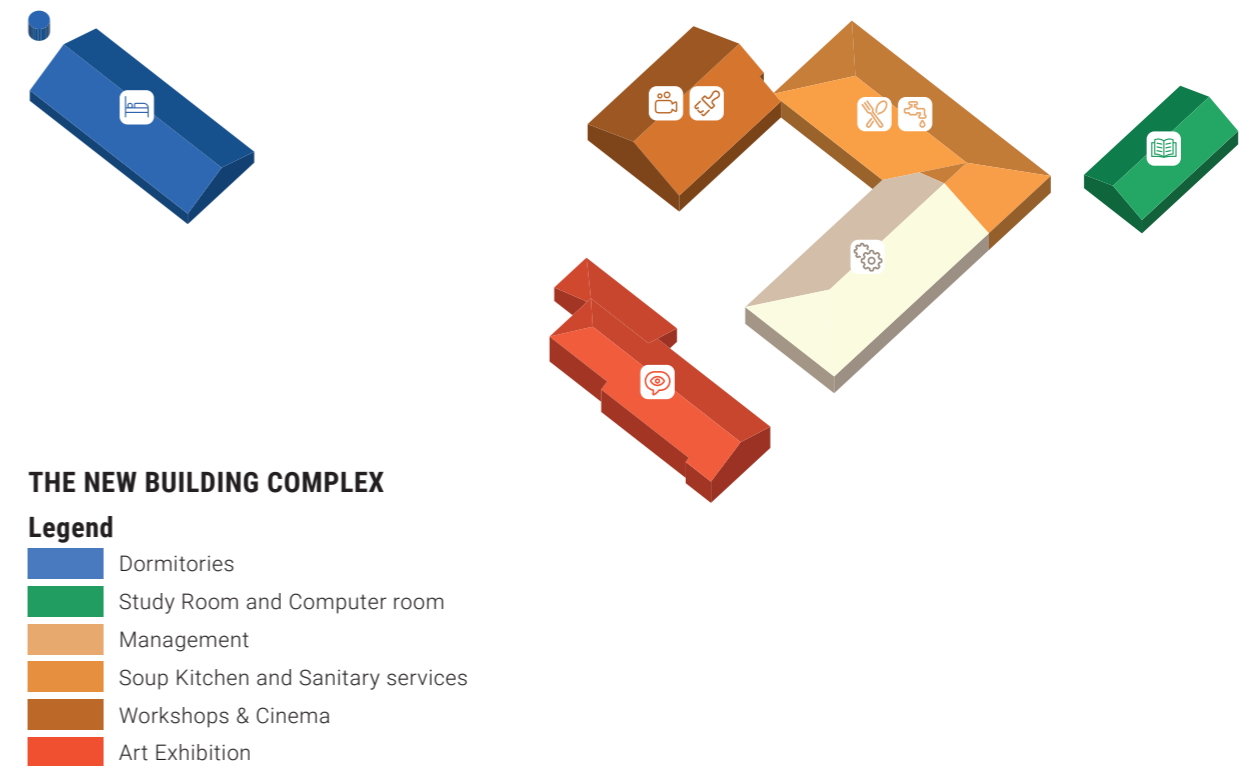 THE NEW BUILDING COMPLEX
Legend
Dormitories
Study Room and Computer room
Management
Soup Kitchen and Sanitary services
Workshops & Cinema
Art Exhibition